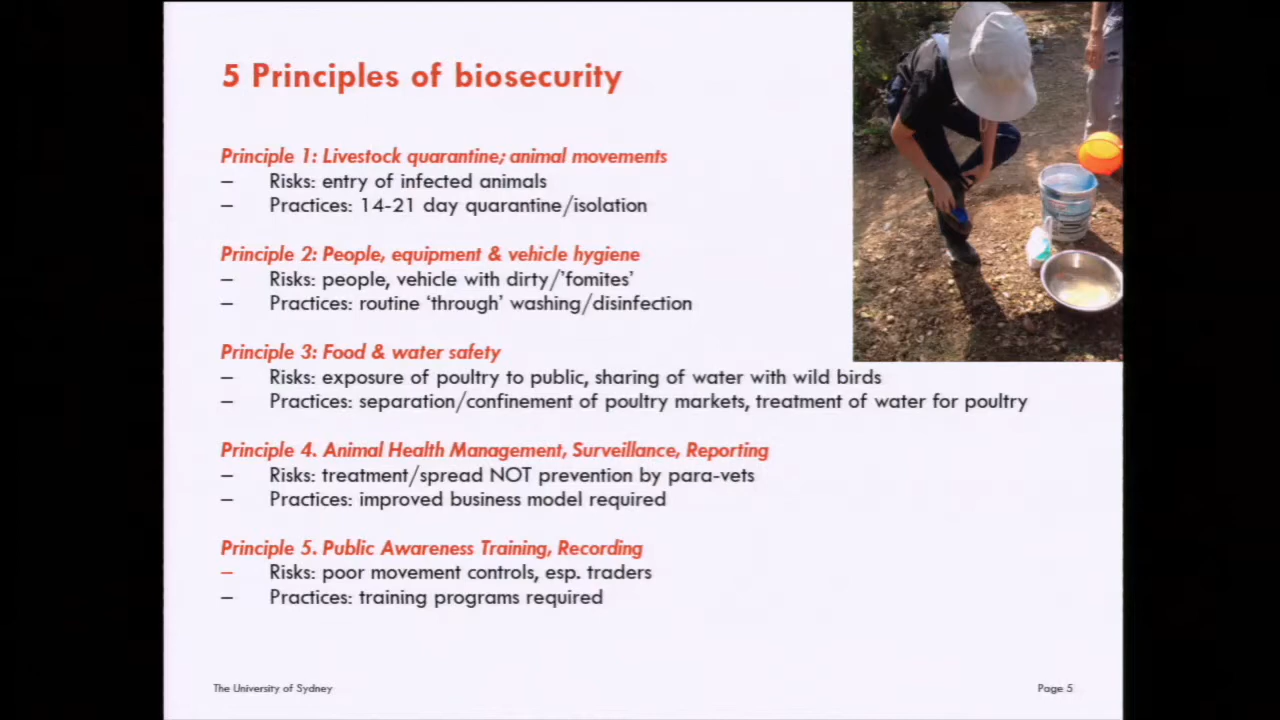 5 Principles of biosecurity
Principle 1: Livestock quarantine; animal movements
– Risks: entry of infected animals
– Practices: 14-21 day quarantine/isolation
Principle 2: People, equipment & vehicle hygiene
– Risks: people, vehicle with dirty/'fomites'
– Practices: routine 'through' washing/disinfection
Principle 3: Food & water safety
– Risks: exposure of poultry to public, sharing of water with wild birds
– Practices: separation/confinement of poultry markets, treatment of water for poultry
Principle 4. Animal Health Management, Surveillance, Reporting
– Risks: treatment/spread NOT prevention by para-vets
– Practices: improved business model required
Principle 5. Public Awareness Training, Recording
– Risks: poor movement controls, esp. traders
– Practices: training programs required
The University of Sydney
Page 5